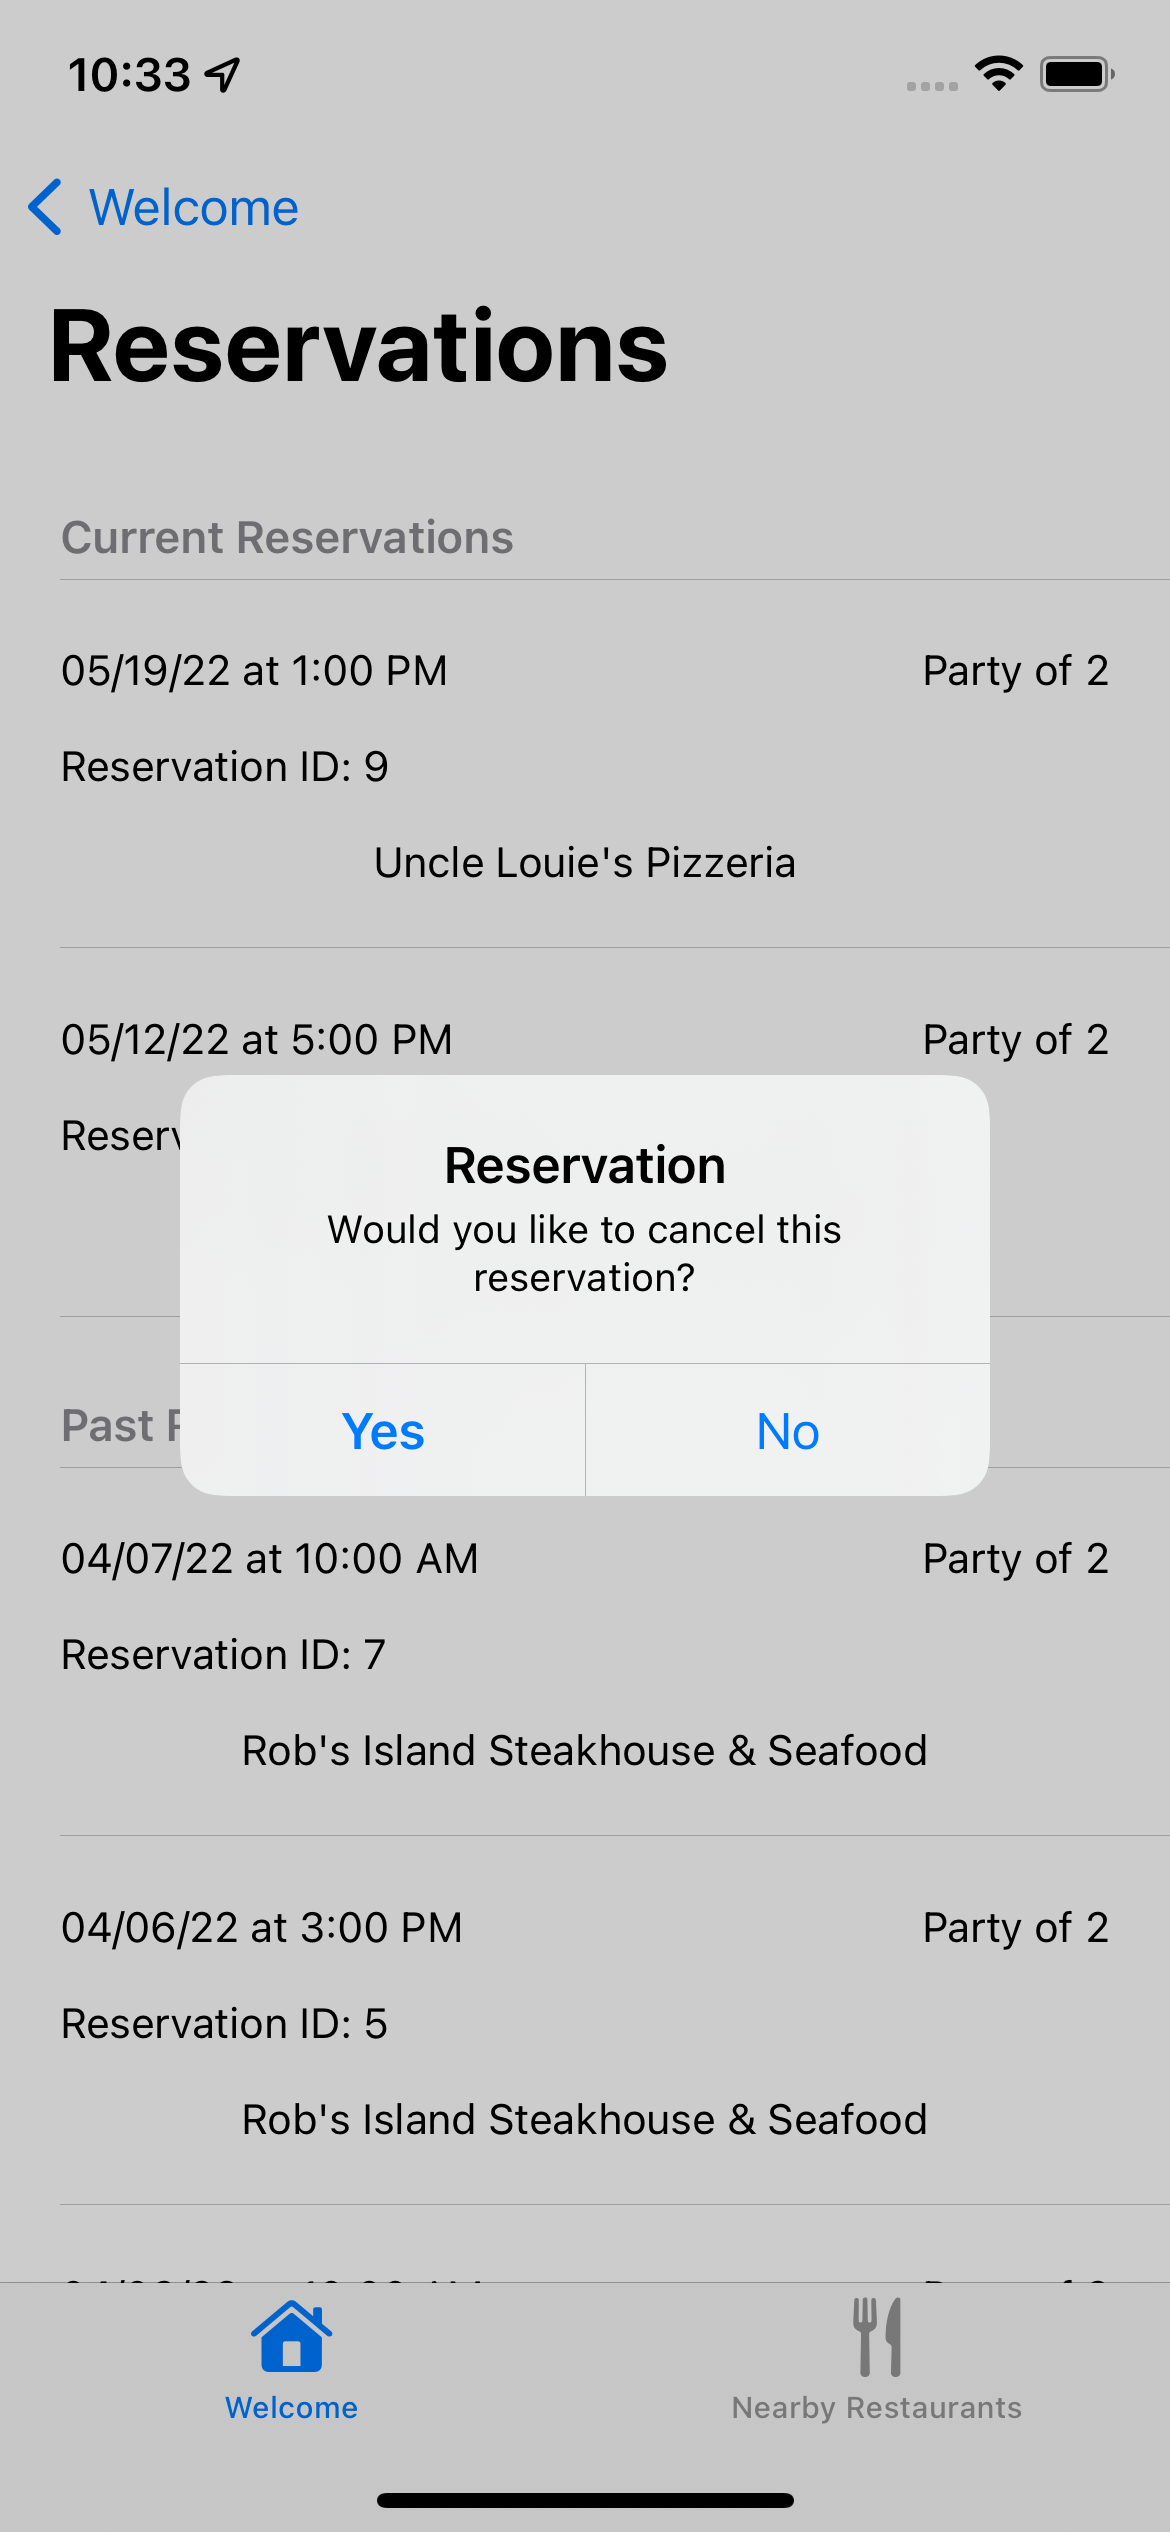 10:33
Welcome
Reservations
Current Reservations
05/19/22 at 1:00 PM Party of 2
Reservation ID: 9
Uncle Louie's Pizzeria
05/12/22 at 5:00 PM Party of 2
Reservation
Would you like to cancel this
reservation?
Past
Yes No
04/07/22 at 10:00 AM Party of 2
Reservation ID: 7
Rob's Island Steakhouse & Seafood
04/06/22 at 3:00 PM Party of 2
Reservation ID: 5
Rob's Island Steakhouse & Seafood
Welcome Nearby Restaurants